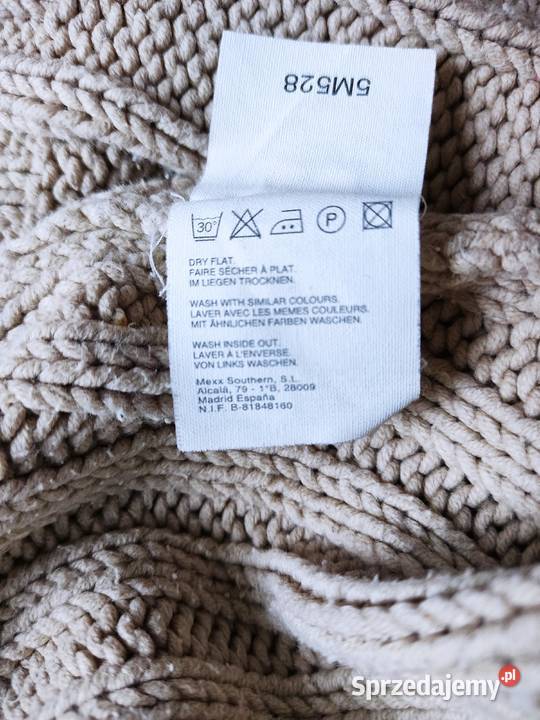 5M528
30°
P
DRY FLAT.
FAIRE SÉCHER À PLAT.
IM LIEGEN TROCKNEN.
WASH WITH SIMILAR COLOURS.
LAVER AVEC LES MEMES COULEURS.
MIT ÄHNLICHEN FARBEN WASCHEN.
WASH INSIDE OUT.
LAVER À L'ENVERSE.
VON LINKS WASCHEN.
Mexx Southern, S.L.
Alcalá, 79 - 1°B, 28009
Madrid España
N.I.F. B-81848160
Sprzedajemy.pl